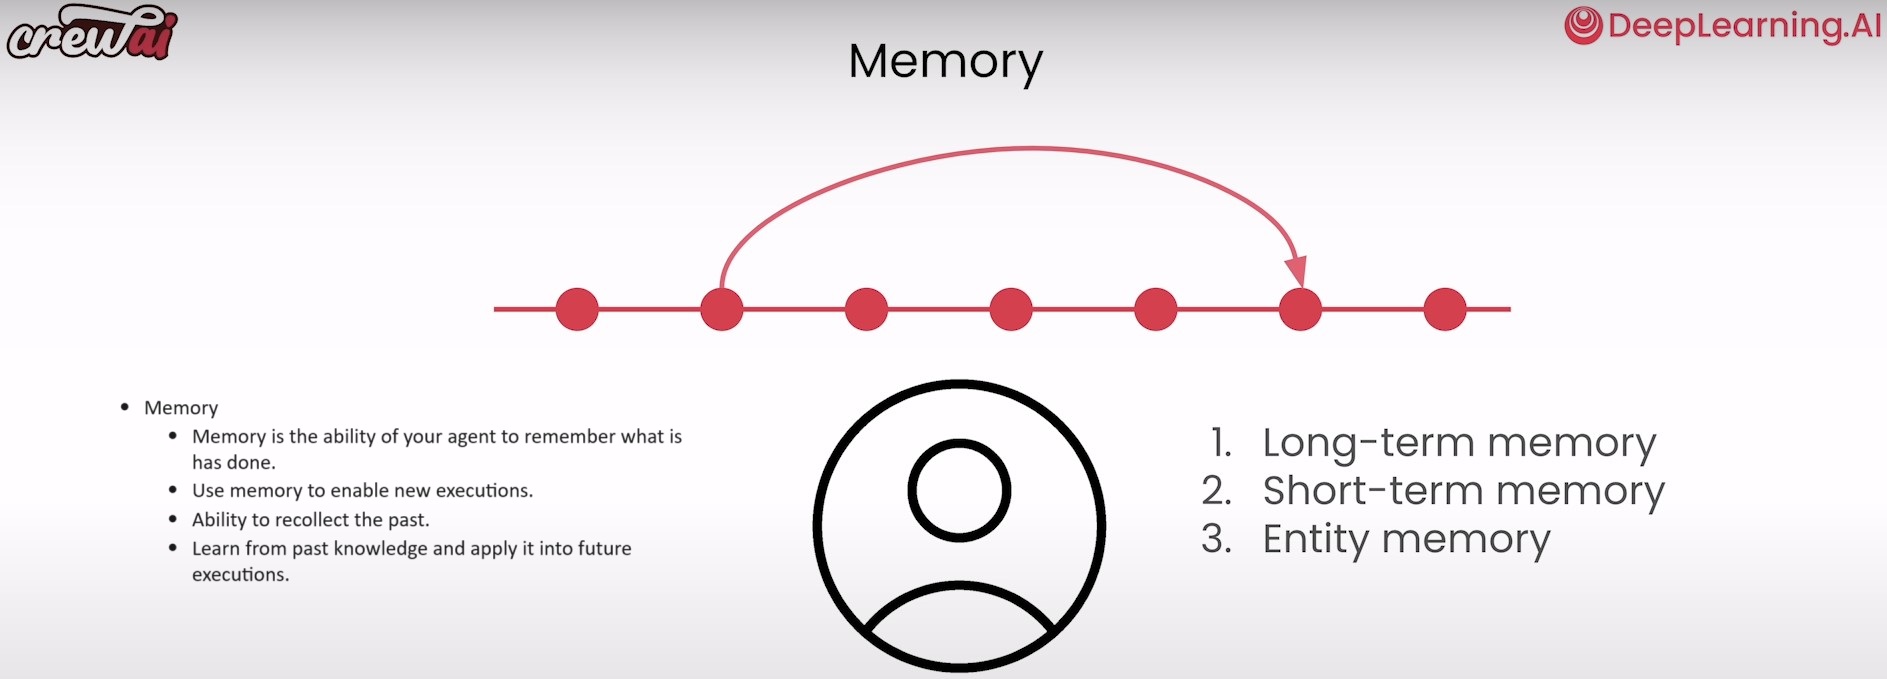 crewai
DeepLearning.AI
Memory
• Memory
• Memory is the ability of your agent to remember what is
has done.
• Use memory to enable new executions.
• Ability to recollect the past.
• Learn from past knowledge and apply it into future
executions.
1. Long-term memory
2. Short-term memory
3. Entity memory